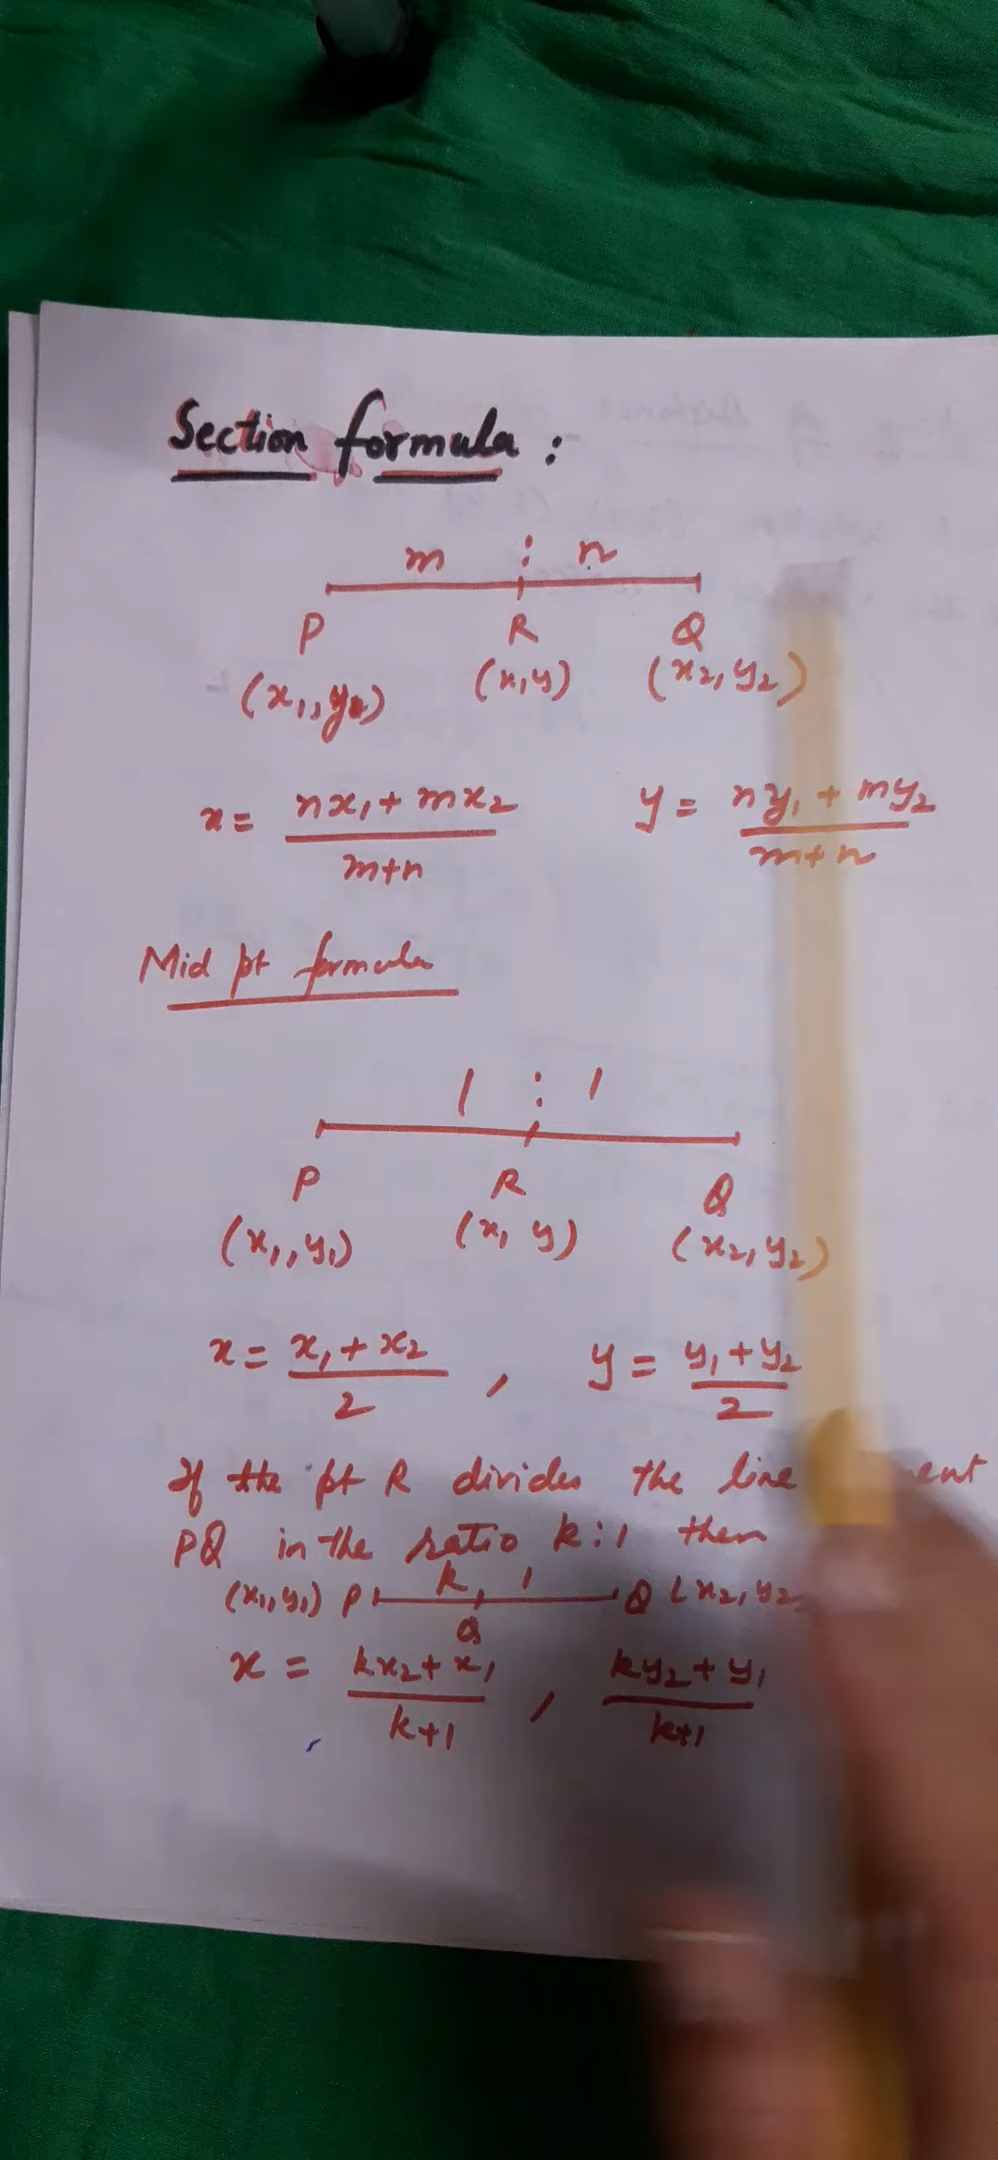 Section formula :
m : n
P R Q
(x₁, y₁) (x, y) (x₂, y₂)
x = (nx₁ + mx₂)/(m+n) y = (ny₁ + my₂)/(m+n)
Mid pt formula
1 : 1
P R Q
(x₁, y₁) (x, y) (x₂, y₂)
x = (x₁ + x₂)/2 , y = (y₁ + y₂)/2
If the pt R divides the line
PQ in the ratio k:1 then
k 1
(x₁, y₁) P Q (x₂, y₂
Q
x = (kx₂ + x₁)/(k+1) , (ky₂ + y₁)/(k+1)